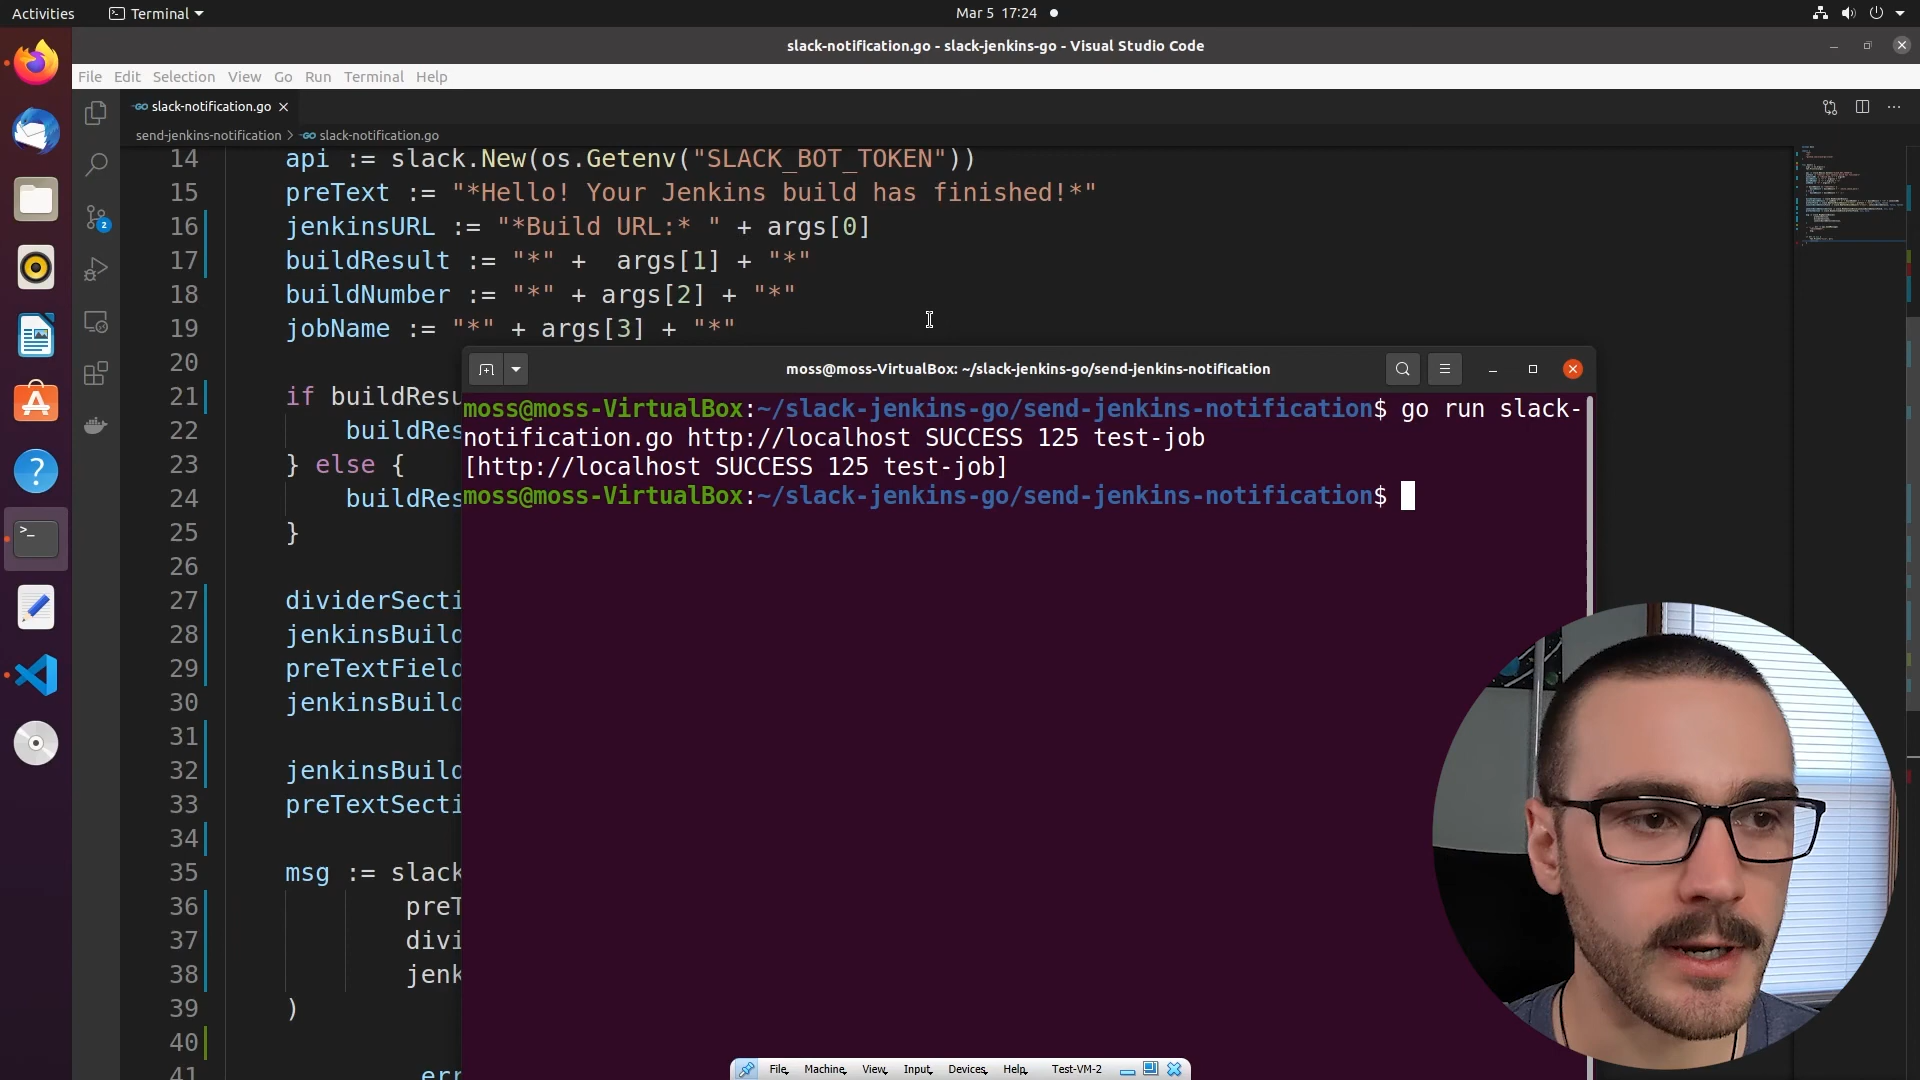 Activities Terminal Mar 5 17:24
slack-notification.go - slack-jenkins-go - Visual Studio Code
File Edit Selection View Go Run Terminal Help
GO slack-notification.go
send-jenkins-notification > GO slack-notification.go
14 api := slack.New(os.Getenv("SLACK_BOT_TOKEN"))
15 preText := "*Hello! Your Jenkins build has finished!*"
16 jenkinsURL := "*Build URL:* " + args[0]
17 buildResult := "*" +  args[1] + "*"
18 buildNumber := "*" + args[2] + "*"
19 jobName := "*" + args[3] + "*"
20
21 if buildResu
22 buildRes
23 } else {
24 buildRes
25 }
26
27 dividerSecti
28 jenkinsBuild
29 preTextField
30 jenkinsBuild
31
32 jenkinsBuild
33 preTextSecti
34
35 msg := slack
36 preT
37 divi
38 jenk
39 )
40
41 err
2
moss@moss-VirtualBox: ~/slack-jenkins-go/send-jenkins-notification
moss@moss-VirtualBox:~/slack-jenkins-go/send-jenkins-notification$ go run slack-
notification.go http://localhost SUCCESS 125 test-job
[http://localhost SUCCESS 125 test-job]
moss@moss-VirtualBox:~/slack-jenkins-go/send-jenkins-notification$
File Machine View Input Devices Help Test-VM-2